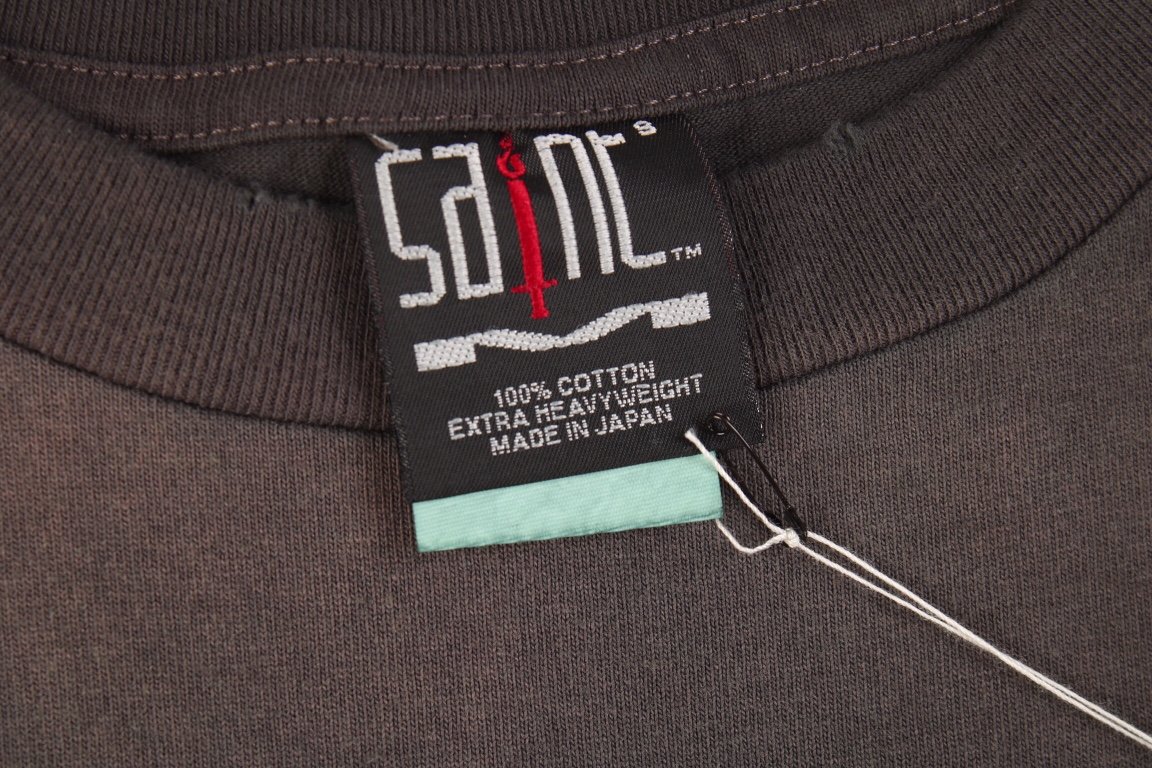 SaiNt S
TM
100% COTTON
EXTRA HEAVYWEIGHT
MADE IN JAPAN